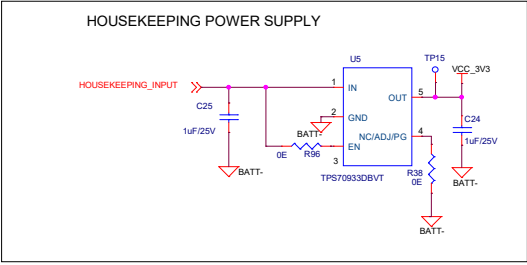 HOUSEKEEPING POWER SUPPLY
U5
TP15
VCC_3V3
HOUSEKEEPING_INPUT
1
IN
5
OUT
C25
1uF/25V
2
GND
BATT-
NC/ADJ/PG
4
C24
1uF/25V
EN
3
0E
R96
BATT-
TPS70933DBVT
R38
0E
BATT-
BATT-